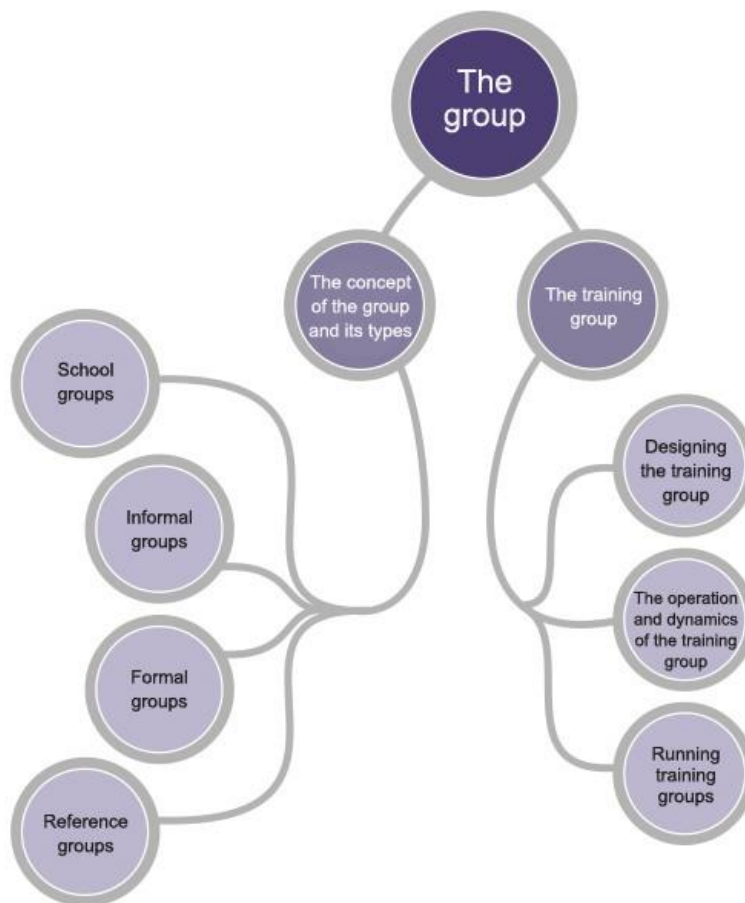 The
group
The concept
of the group
and its types
The training
group
School
groups
Informal
groups
Formal
groups
Reference
groups
Designing
the training
group
The operation
and dynamics
of the training
group
Running
training
groups